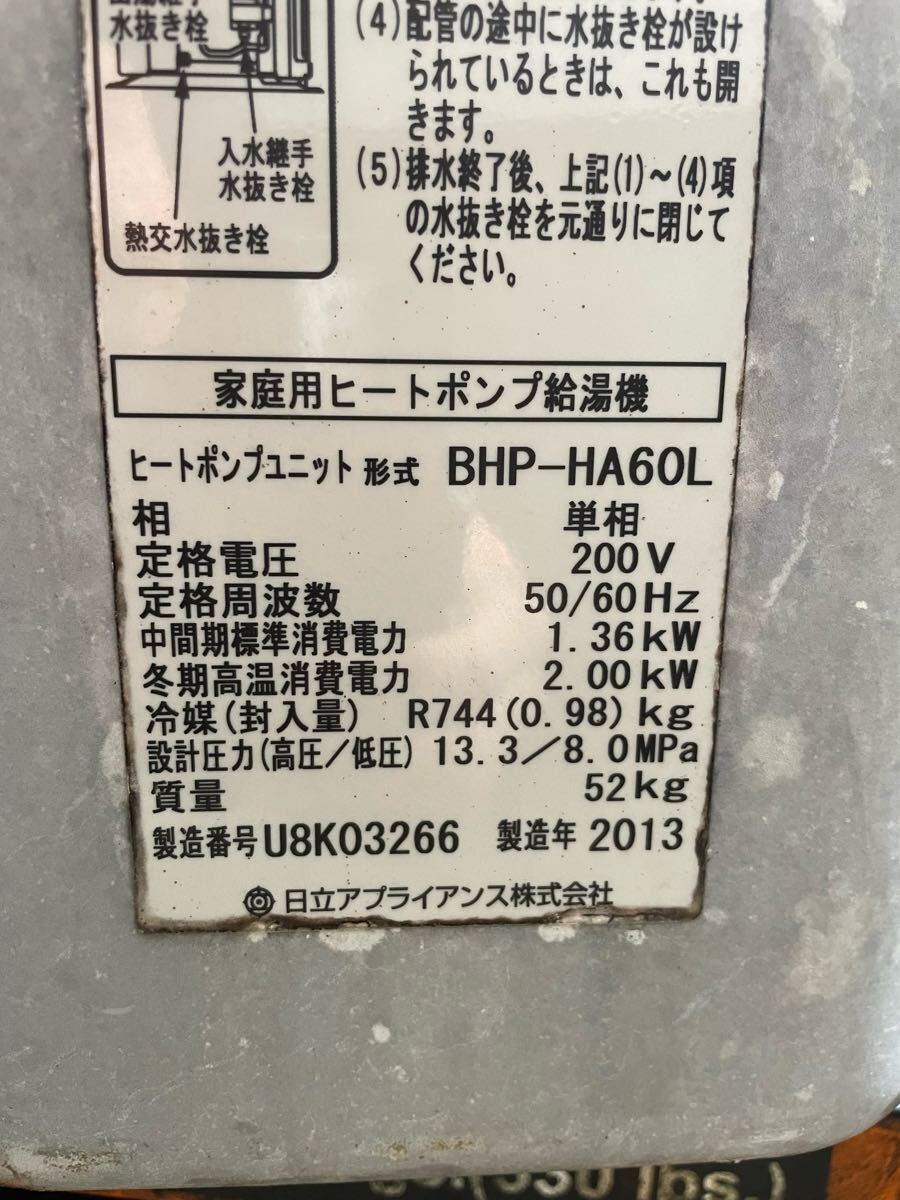 水抜き栓
入水継手
水抜き栓
熱交水抜き栓
(4)配管の途中に水抜き栓が設け
られているときは、これも開
きます。
(5)排水終了後、上記(1)～(4)項
の水抜き栓を元通りに閉じて
ください。
家庭用ヒートポンプ給湯機
ヒートポンプユニット 形式 BHP-HA60L
相 単相
定格電圧 200V
定格周波数 50/60Hz
中間期標準消費電力 1.36kW
冬期高温消費電力 2.00kW
冷媒(封入量) R744(0.98)kg
設計圧力(高圧／低圧) 13.3／8.0MPa
質量 52kg
製造番号 U8K03266 製造年 2013
日立アプライアンス株式会社
(330 lbs.)